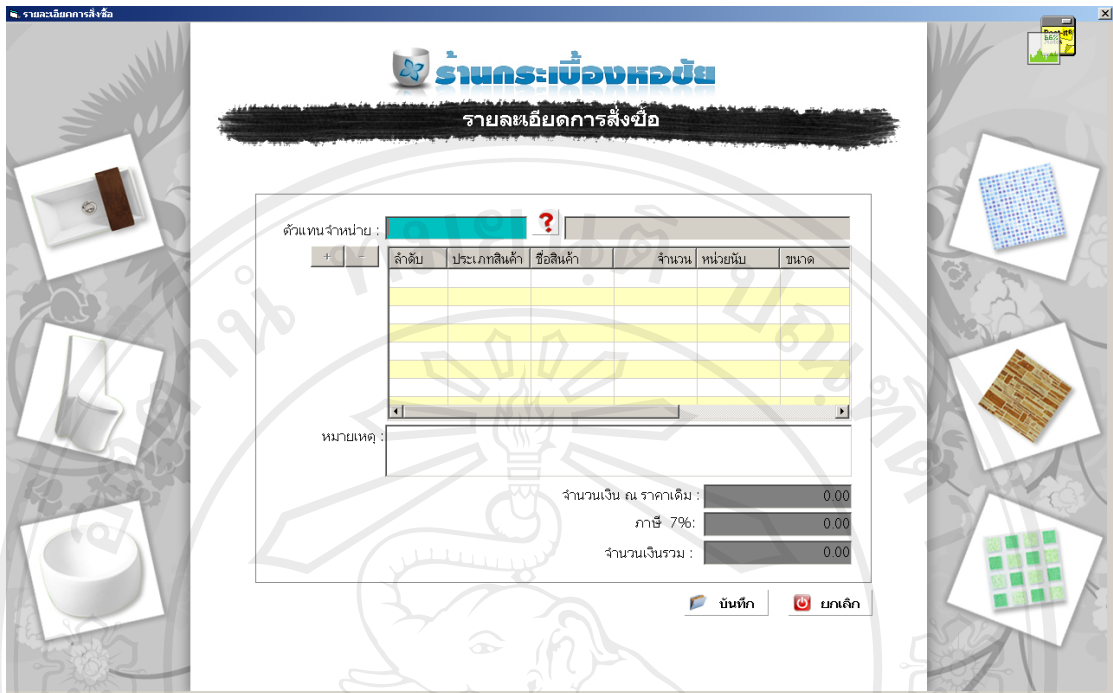 รายละเอียดการสั่งซื้อ
ร้านกระเบื้องหอชัย
รายละเอียดการสั่งซื้อ
ตัวแทนจำหน่าย : ?
+ -
ลำดับ ประเภทสินค้า ชื่อสินค้า จำนวน หน่วยนับ ขนาด
หมายเหตุ :
จำนวนเงิน ณ ราคาเดิม : 0.00
ภาษี 7%: 0.00
จำนวนเงินรวม : 0.00
บันทึก ยกเลิก